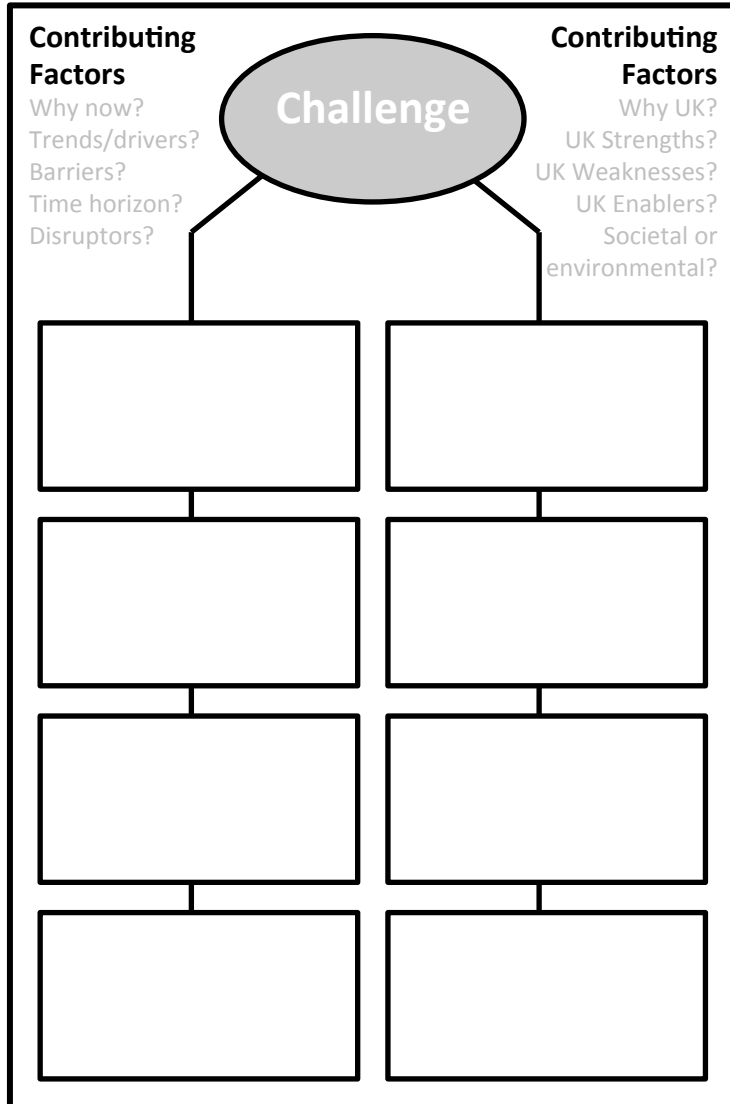 Contributing
Factors
Why now?
Trends/drivers?
Barriers?
Time horizon?
Disruptors?
Challenge
Contributing
Factors
Why UK?
UK Strengths?
UK Weaknesses?
UK Enablers?
Societal or
environmental?